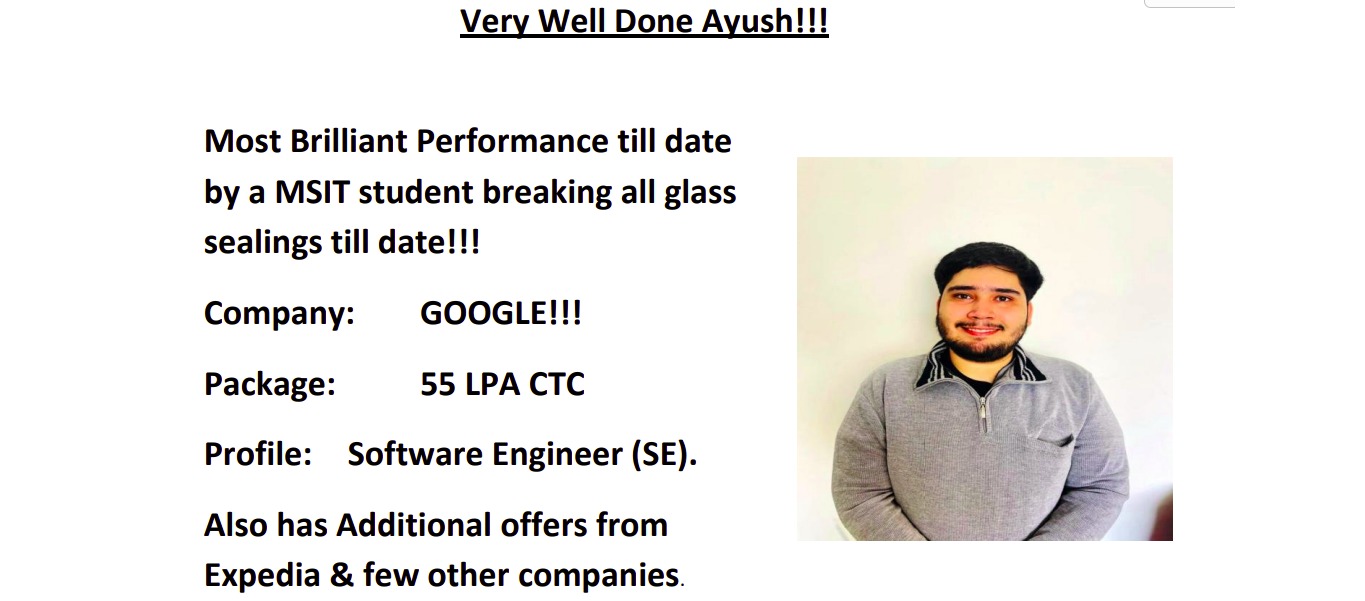 Very Well Done Ayush!!!
Most Brilliant Performance till date
by a MSIT student breaking all glass
sealings till date!!!
Company: GOOGLE!!!
Package: 55 LPA CTC
Profile: Software Engineer (SE).
Also has Additional offers from
Expedia & few other companies.